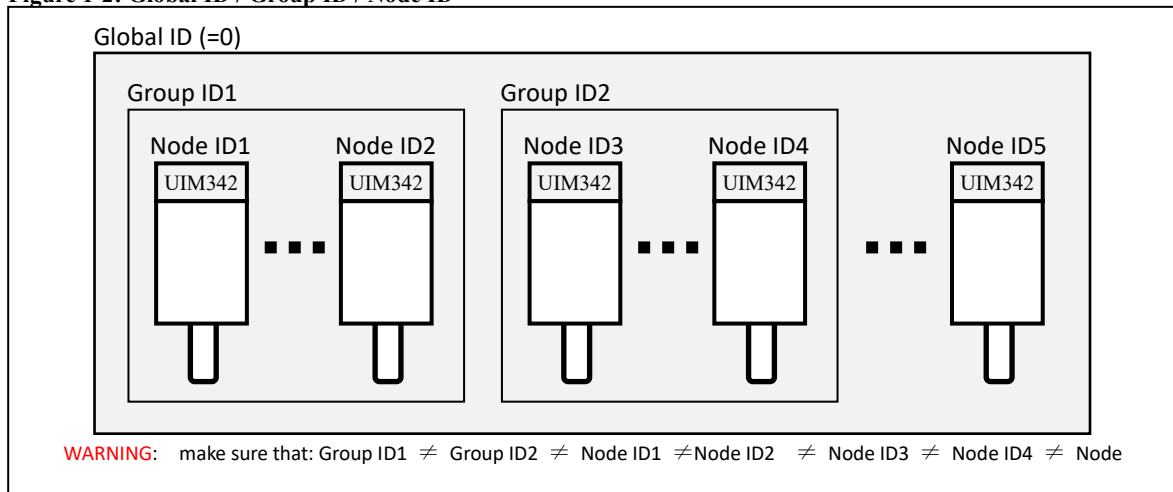 Figure 1-2: Global ID / Group ID / Node ID
Global ID (=0)
Group ID1
Group ID2
Node ID1
Node ID2
Node ID3
Node ID4
Node ID5
UIM342
UIM342
UIM342
UIM342
UIM342
WARNING: make sure that: Group ID1 ≠ Group ID2 ≠ Node ID1 ≠Node ID2 ≠ Node ID3 ≠ Node ID4 ≠ Node